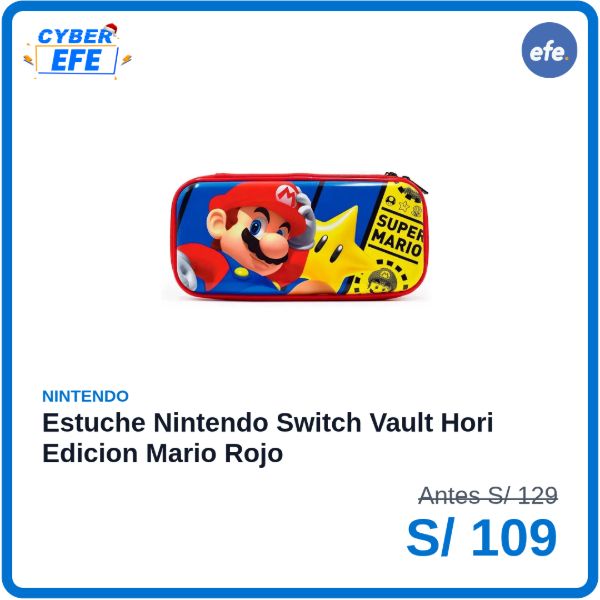 CYBER
EFE
efe.
M
SUPER
MARIO
NINTENDO
Estuche Nintendo Switch Vault Hori
Edicion Mario Rojo
Antes S/ 129
S/ 109